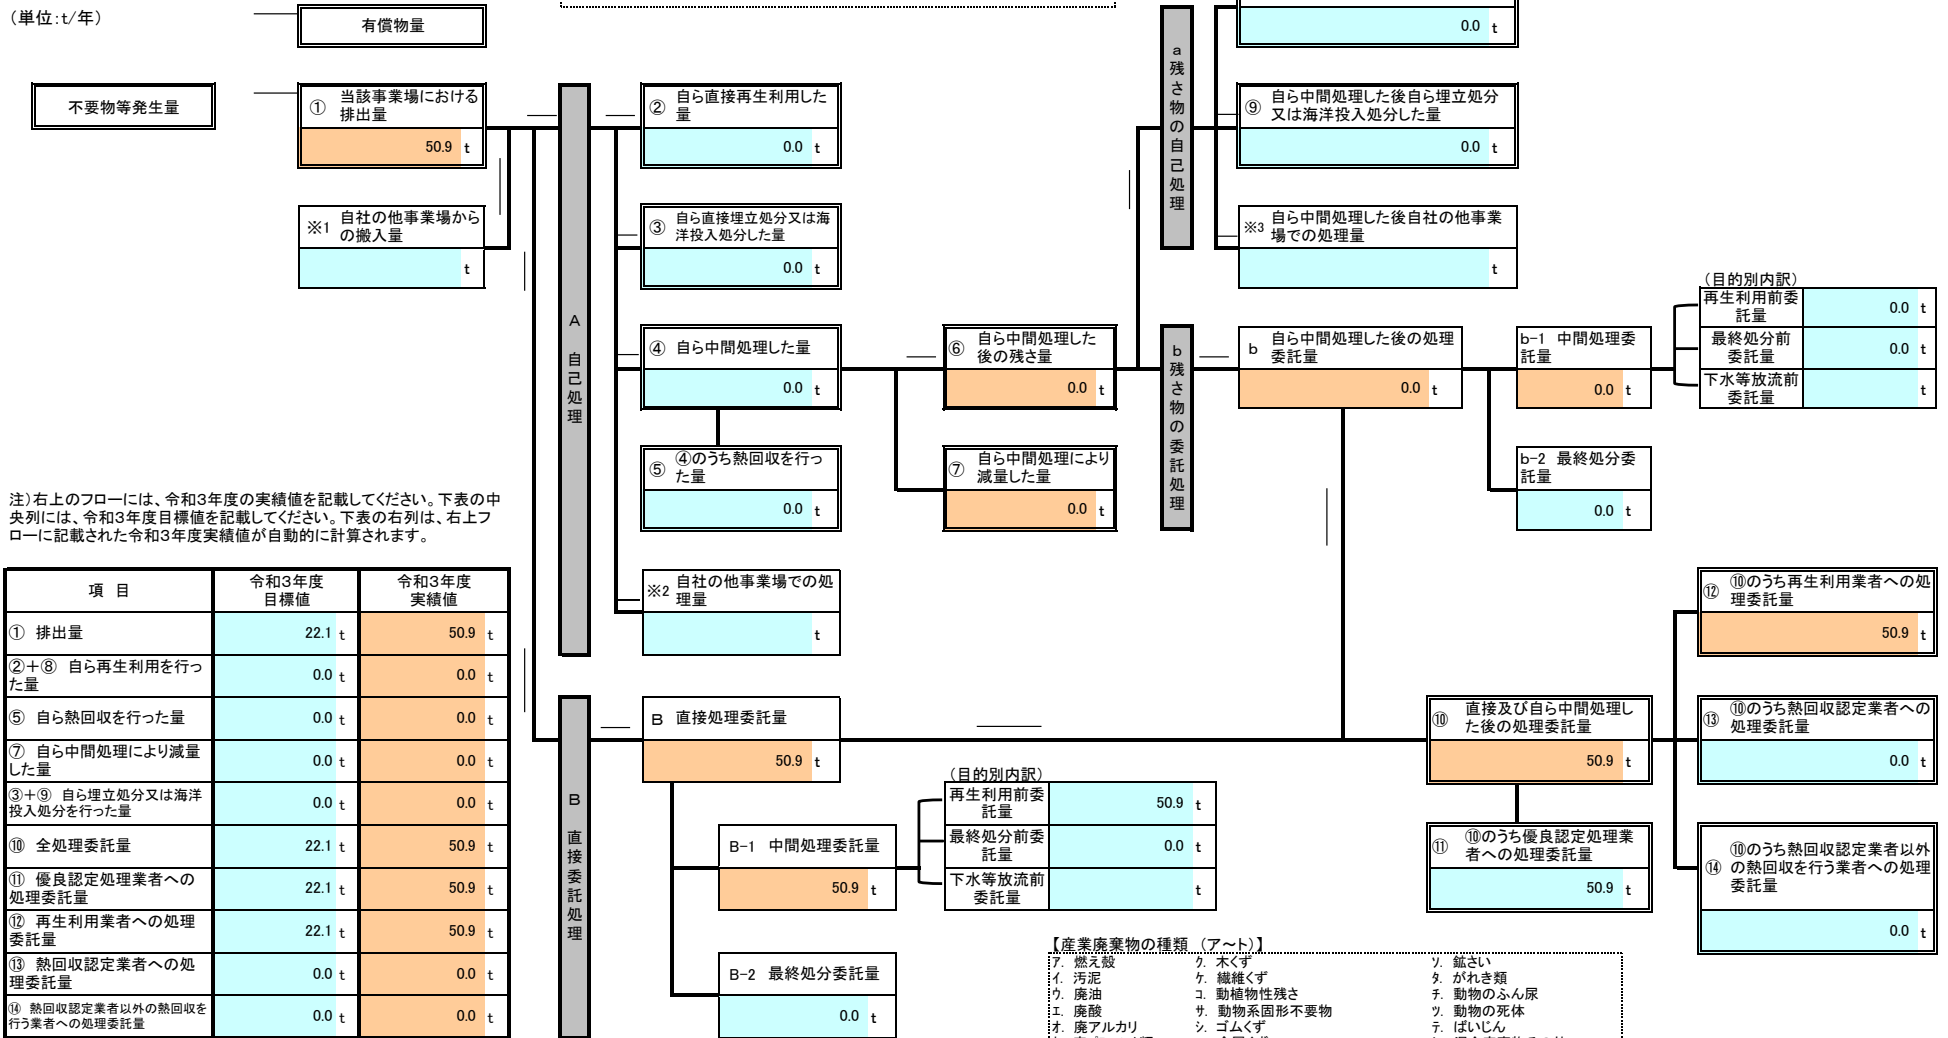 (単位:t/年)
有償物量
0.0 t
不要物等発生量
① 当該事業場における
排出量
50.9 t
② 自ら直接再生利用した
量
0.0 t
a
残さ物の自己処理
⑨ 自ら中間処理した後自ら埋立処分
又は海洋投入処分した量
0.0 t
※1 自社の他事業場から
の搬入量
t
③ 自ら直接埋立処分又は海
洋投入処分した量
0.0 t
※3 自ら中間処理した後自社の他事業
場での処理量
t
A
自己処理
④ 自ら中間処理した量
0.0 t
⑥ 自ら中間処理した
後の残さ量
0.0 t
b
残さ物の委託処理
b 自ら中間処理した後の処理
委託量
0.0 t
b-1 中間処理委
託量
0.0 t
(目的別内訳)
再生利用前委
託量
0.0 t
最終処分前
委託量
0.0 t
下水等放流前
委託量
t
⑤ ④のうち熱回収を行っ
た量
0.0 t
⑦ 自ら中間処理により
減量した量
0.0 t
b-2 最終処分委
託量
0.0 t
注)右上のフローには、令和3年度の実績値を記載してください。下表の中
央列には、令和3年度目標値を記載してください。下表の右列は、右上フ
ローに記載された令和3年度実績値が自動的に計算されます。
※2 自社の他事業場での処
理量
t
項 目
令和3年度
目標値
令和3年度
実績値
① 排出量 22.1 t 50.9 t
②+⑧ 自ら再生利用を行っ
た量 0.0 t 0.0 t
⑤ 自ら熱回収を行った量 0.0 t 0.0 t
⑦ 自ら中間処理により減量
した量 0.0 t 0.0 t
③+⑨ 自ら埋立処分又は海洋
投入処分を行った量 0.0 t 0.0 t
⑩ 全処理委託量 22.1 t 50.9 t
⑪ 優良認定処理業者への
処理委託量 22.1 t 50.9 t
⑫ 再生利用業者への処理
委託量 22.1 t 50.9 t
⑬ 熱回収認定業者への処
理委託量 0.0 t 0.0 t
⑭ 熱回収認定業者以外の熱回収を
行う業者への処理委託量 0.0 t 0.0 t
B
直接委託処理
B 直接処理委託量
50.9 t
B-1 中間処理委託量
50.9 t
(目的別内訳)
再生利用前委
託量
50.9 t
最終処分前委
託量
0.0 t
下水等放流前
委託量
t
B-2 最終処分委託量
0.0 t
⑩ 直接及び自ら中間処理し
た後の処理委託量
50.9 t
⑪ ⑩のうち優良認定処理業
者への処理委託量
50.9 t
⑫ ⑩のうち再生利用業者への処
理委託量
50.9 t
⑬ ⑩のうち熱回収認定業者への
処理委託量
0.0 t
⑭ ⑩のうち熱回収認定業者以外
の熱回収を行う業者への処理
委託量
0.0 t
【産業廃棄物の種類 (ア~ト)】
ア. 燃え殻 ク. 木くず ソ. 鉱さい
イ. 汚泥 ケ. 繊維くず タ. がれき類
ウ. 廃油 コ. 動植物性残さ チ. 動物のふん尿
エ. 廃酸 サ. 動物系固形不要物 ツ. 動物の死体
オ. 廃アルカリ シ. ゴムくず テ. ばいじん